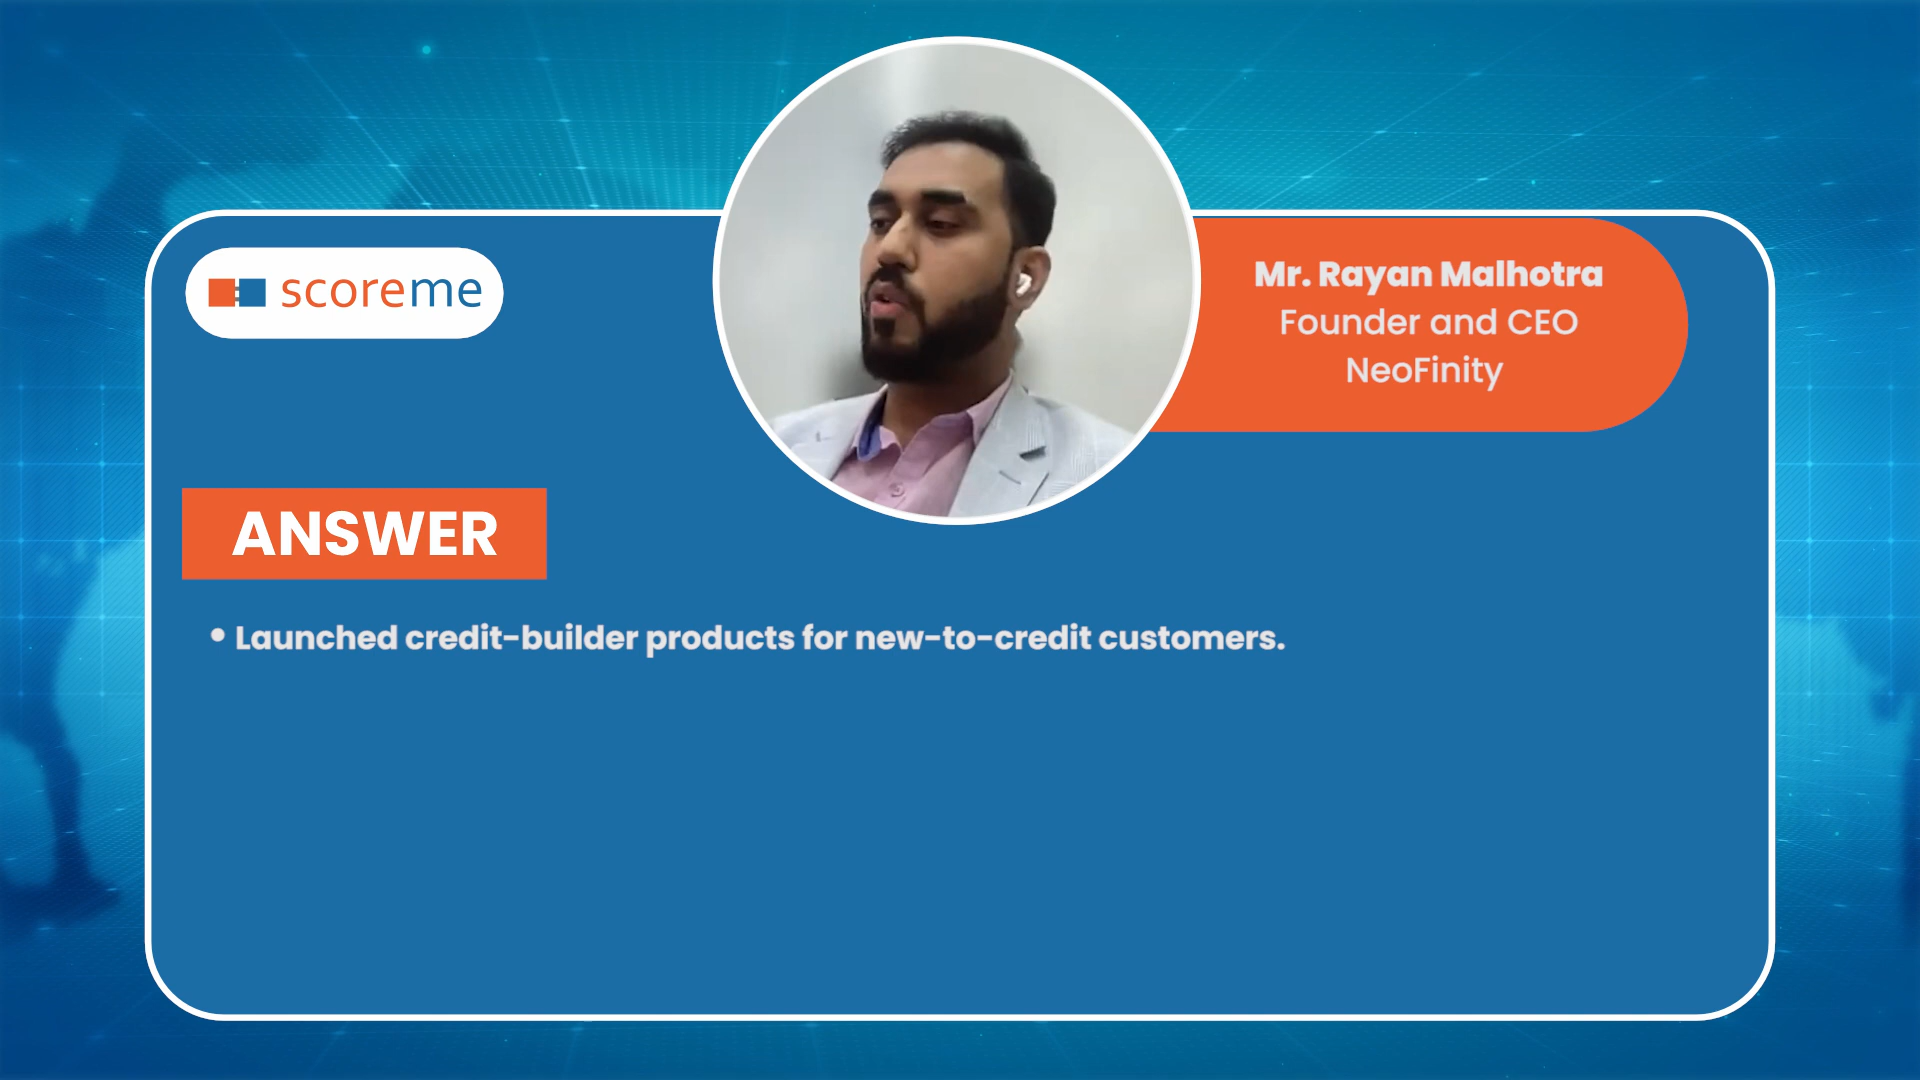 scoreme
Mr. Rayan Malhotra
Founder and CEO
NeoFinity
ANSWER
• Launched credit-builder products for new-to-credit customers.